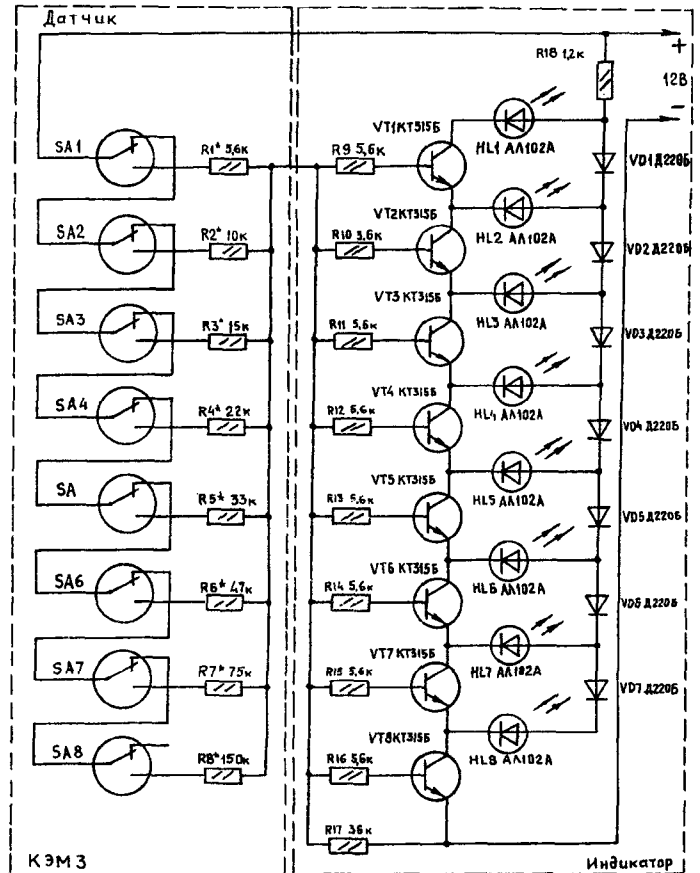 Датчик
R18 1,2к
+
12В
−
VT1 КТ315Б
HL1 АЛ102А
SA1
R1* 5,6к
R9 5,6к
VD1 Д220Б
VT2 КТ315Б
SA2
R2* 10к
R10 5,6к
HL2 АЛ102А
VD2 Д220Б
VT3 КТ315Б
SA3
R3* 15к
R11 5,6к
HL3 АЛ102А
VD3 Д220Б
SA4
R4* 22к
R12 5,6к
VT4 КТ315Б
HL4 АЛ102А
VD4 Д220Б
SA
R5* 33к
R13 5,6к
VT5 КТ315Б
HL5 АЛ102А
VD5 Д220Б
SA6
R6* 47к
R14 5,6к
VT6 КТ315Б
HL6 АЛ102А
VD6 Д220Б
SA7
R7* 75к
R15 5,6к
VT7 КТ315Б
HL7 АЛ102А
VD7 Д220Б
SA8
R8* 150к
R16 5,6к
VT8 КТ315Б
HL8 АЛ102А
R17 36к
КЭМ3
Индикатор